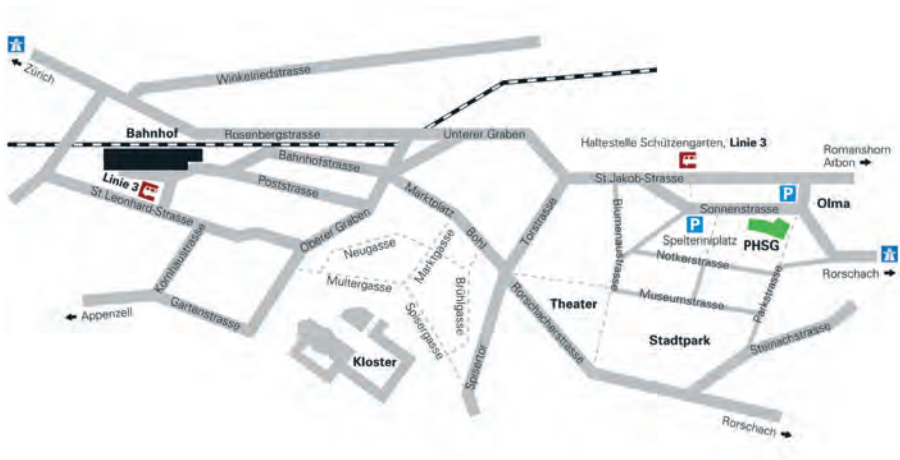 Zürich
Winkelriedstrasse
Bahnhof
Rosenbergstrasse
Unterer Graben
Haltestelle Schützengarten, Linie 3
Romanshorn
Arbon
Bahnhofstrasse
Linie 3
Poststrasse
St.Jakob-Strasse
P
Olma
St.Leonhard-Strasse
Marktplatz
Sonnenstrasse
Oberer Graben
Bohl
Torstrasse
Blumenaustrasse
P
Spelteriniplatz
PHSG
Kornhausstrasse
Neugasse
Marktgasse
Notkerstrasse
Rorschach
Multergasse
Brühlgasse
Gartenstrasse
Appenzell
Spisergasse
Rorschacherstrasse
Theater
Museumstrasse
Parkstrasse
Stadtpark
Steinachstrasse
Kloster
Spisertor
Rorschach